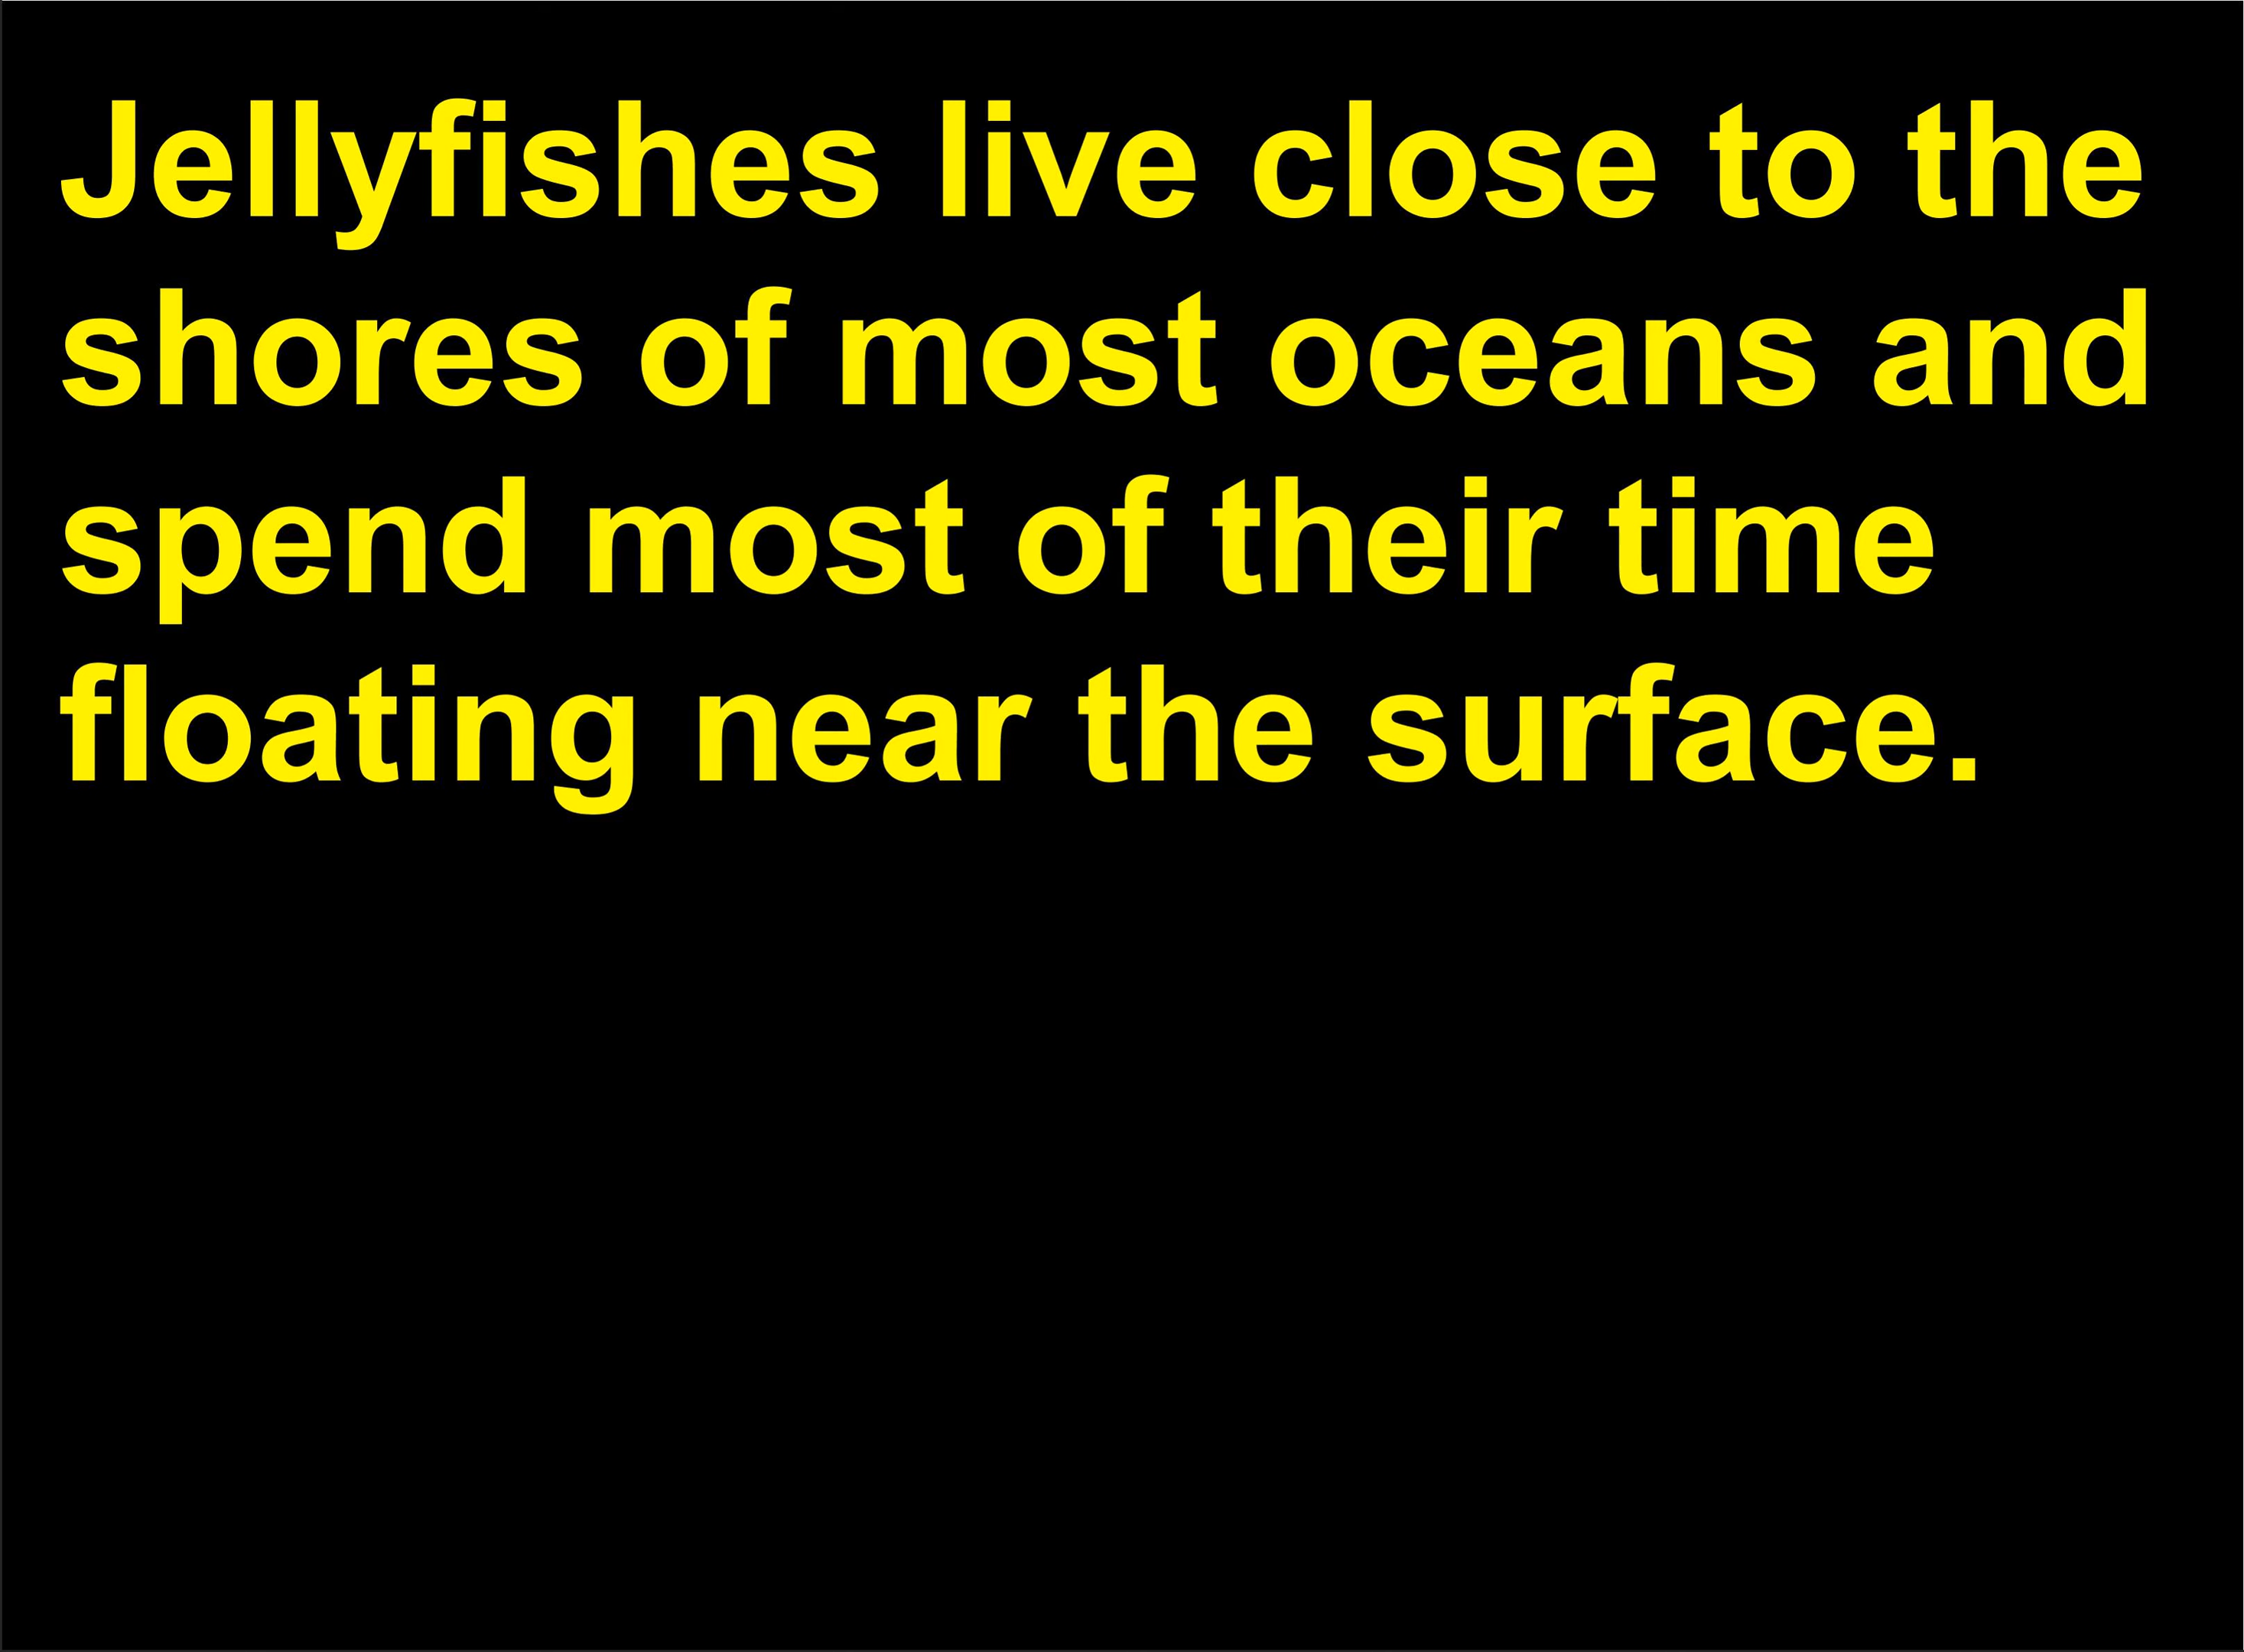 Jellyfishes live close to the
shores of most oceans and
spend most of their time
floating near the surface.